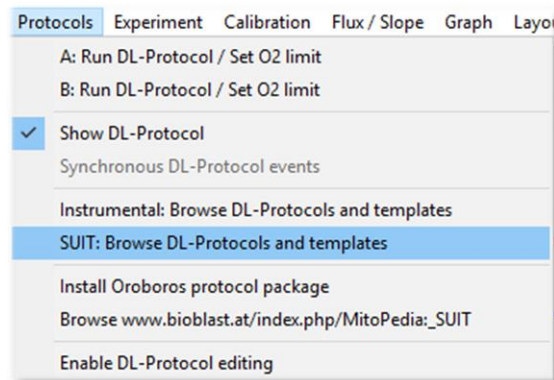 Protocols Experiment Calibration Flux / Slope Graph Layou
A: Run DL-Protocol / Set O2 limit
B: Run DL-Protocol / Set O2 limit
Show DL-Protocol
Synchronous DL-Protocol events
Instrumental: Browse DL-Protocols and templates
SUIT: Browse DL-Protocols and templates
Install Oroboros protocol package
Browse www.bioblast.at/index.php/MitoPedia:_SUIT
Enable DL-Protocol editing